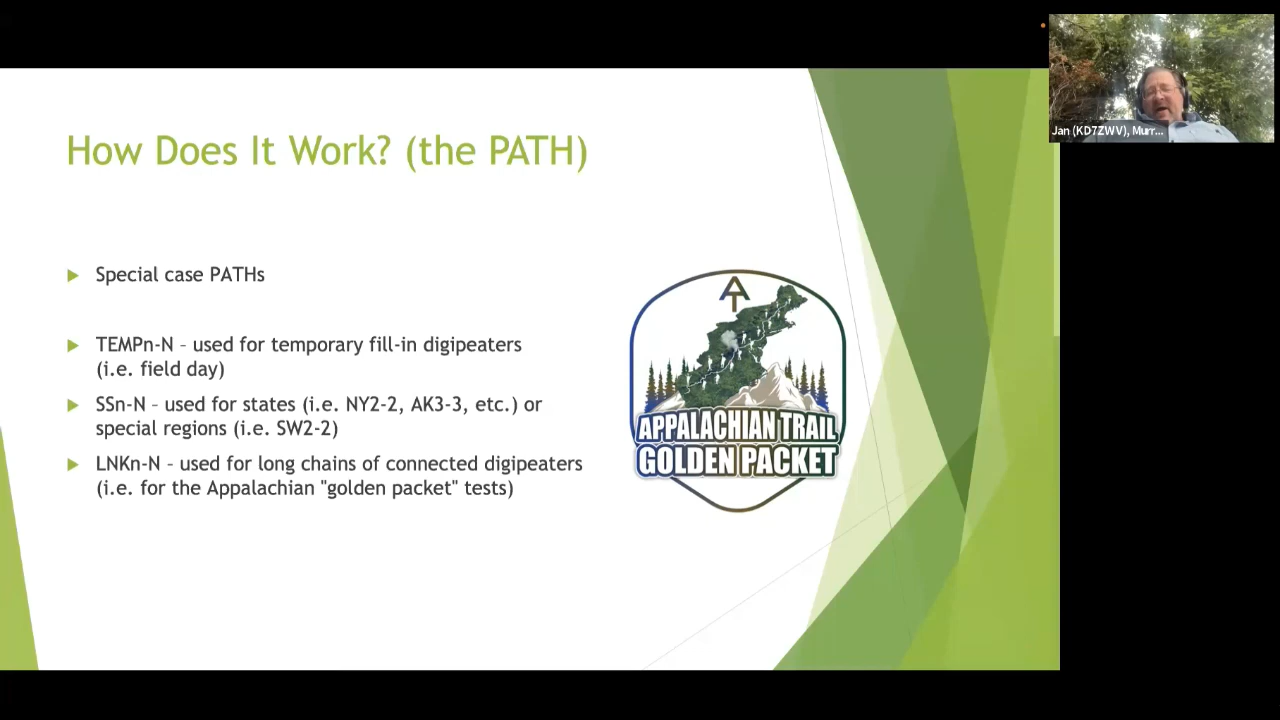 Jan (KD7ZWV), Murr...
How Does It Work? (the PATH)
Special case PATHs
TEMPn-N – used for temporary fill-in digipeaters
(i.e. field day)
SSn-N – used for states (i.e. NY2-2, AK3-3, etc.) or
special regions (i.e. SW2-2)
LNKn-N – used for long chains of connected digipeaters
(i.e. for the Appalachian "golden packet" tests)
AT
APPALACHIAN TRAIL
GOLDEN PACKET